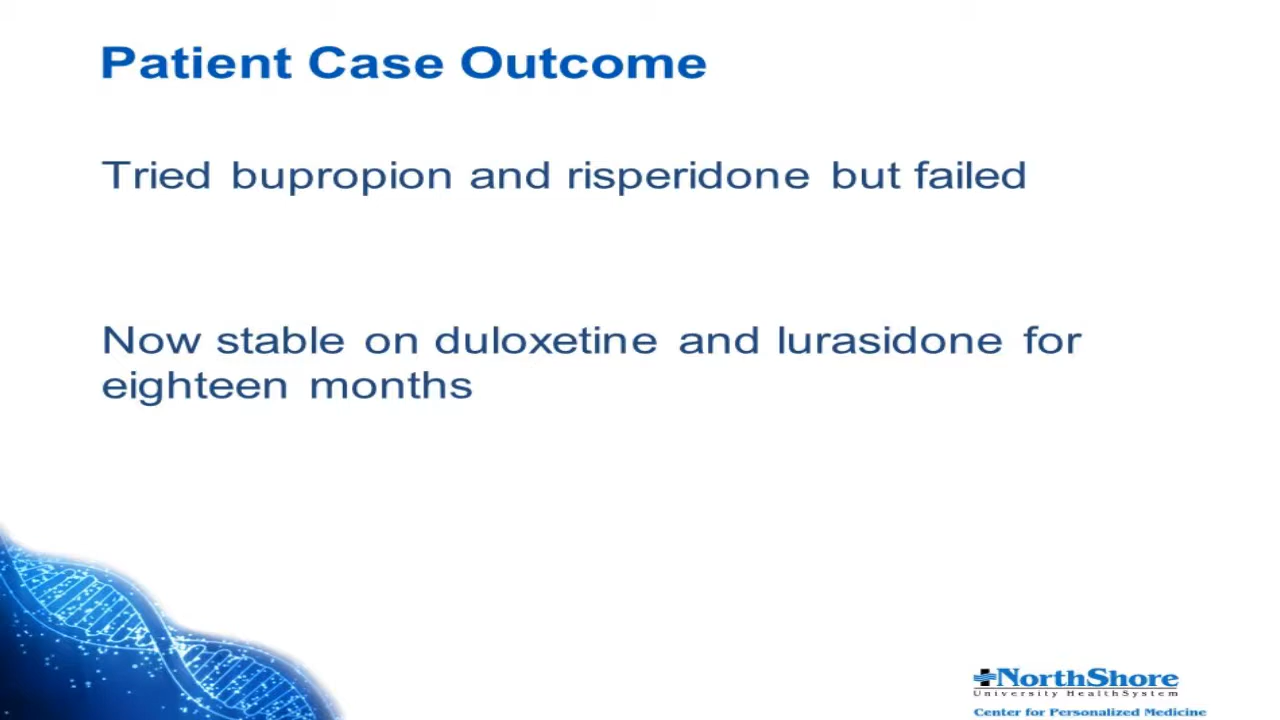 Patient Case Outcome
Tried bupropion and risperidone but failed
Now stable on duloxetine and lurasidone for
eighteen months
NorthShore
University HealthSystem
Center for Personalized Medicine